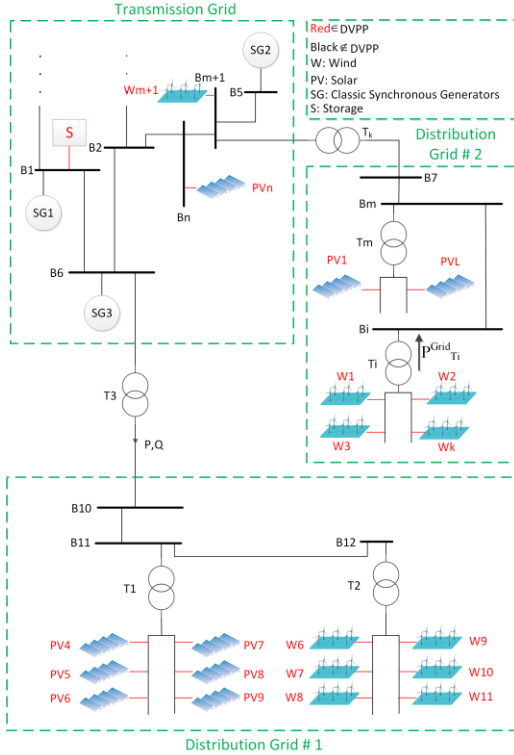 Transmission Grid
SG2
Wm+1
Bm+1
B5
B2
S
B1
SG1
Bn
PVn
B6
SG3
Red∈DVPP
Black∉DVPP
W: Wind
PV: Solar
SG: Classic Synchronous Generators
S: Storage
Tk
Distribution
Grid # 2
B7
Bm
Tm
PV1
PVL
Bi
Ti
P^Grid_Ti
W1
W2
W3
Wk
T3
P,Q
B10
B11
B12
T1
T2
PV4
PV7
W6
W9
PV5
PV8
W7
W10
PV6
PV9
W8
W11
Distribution Grid # 1